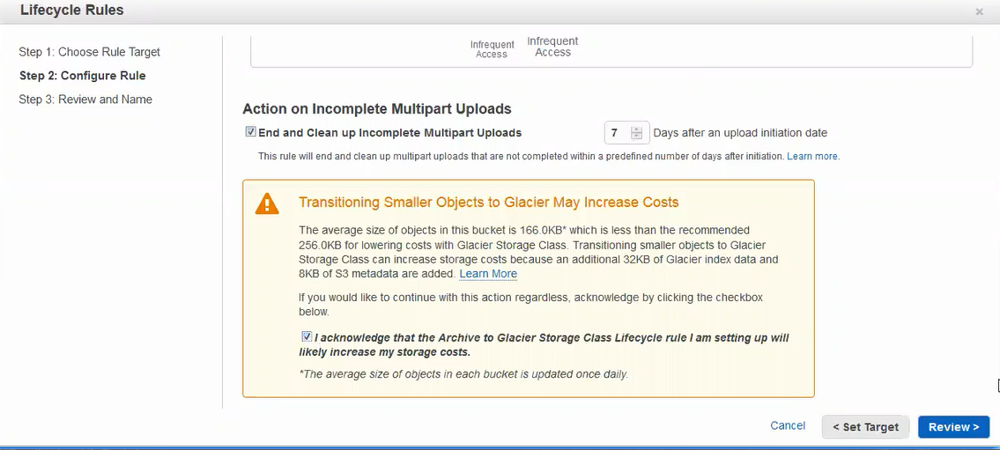 Lifecycle Rules
×
Step 1: Choose Rule Target
Step 2: Configure Rule
Step 3: Review and Name
Infrequent
Access
Infrequent
Access
Action on Incomplete Multipart Uploads
End and Clean up Incomplete Multipart Uploads 7 Days after an upload initiation date
This rule will end and clean up multipart uploads that are not completed within a predefined number of days after initiation. Learn more.
Transitioning Smaller Objects to Glacier May Increase Costs
The average size of objects in this bucket is 166.0KB* which is less than the recommended
256.0KB for lowering costs with Glacier Storage Class. Transitioning smaller objects to Glacier
Storage Class can increase storage costs because an additional 32KB of Glacier index data and
8KB of S3 metadata are added. Learn More
If you would like to continue with this action regardless, acknowledge by clicking the checkbox
below.
I acknowledge that the Archive to Glacier Storage Class Lifecycle rule I am setting up will
likely increase my storage costs.
*The average size of objects in each bucket is updated once daily.
Cancel < Set Target Review >